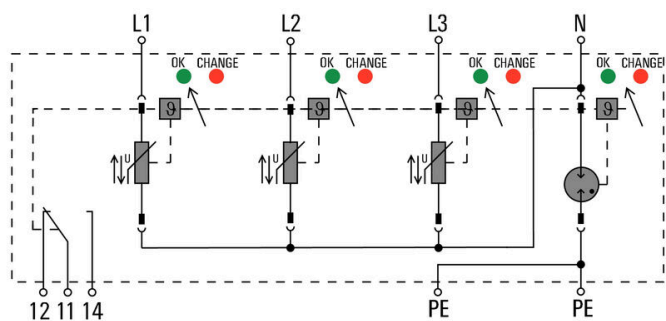 L1 L2 L3 N
OK CHANGE OK CHANGE OK CHANGE OK CHANGE
ϑ ϑ ϑ ϑ
U U U
12 11 14 PE PE